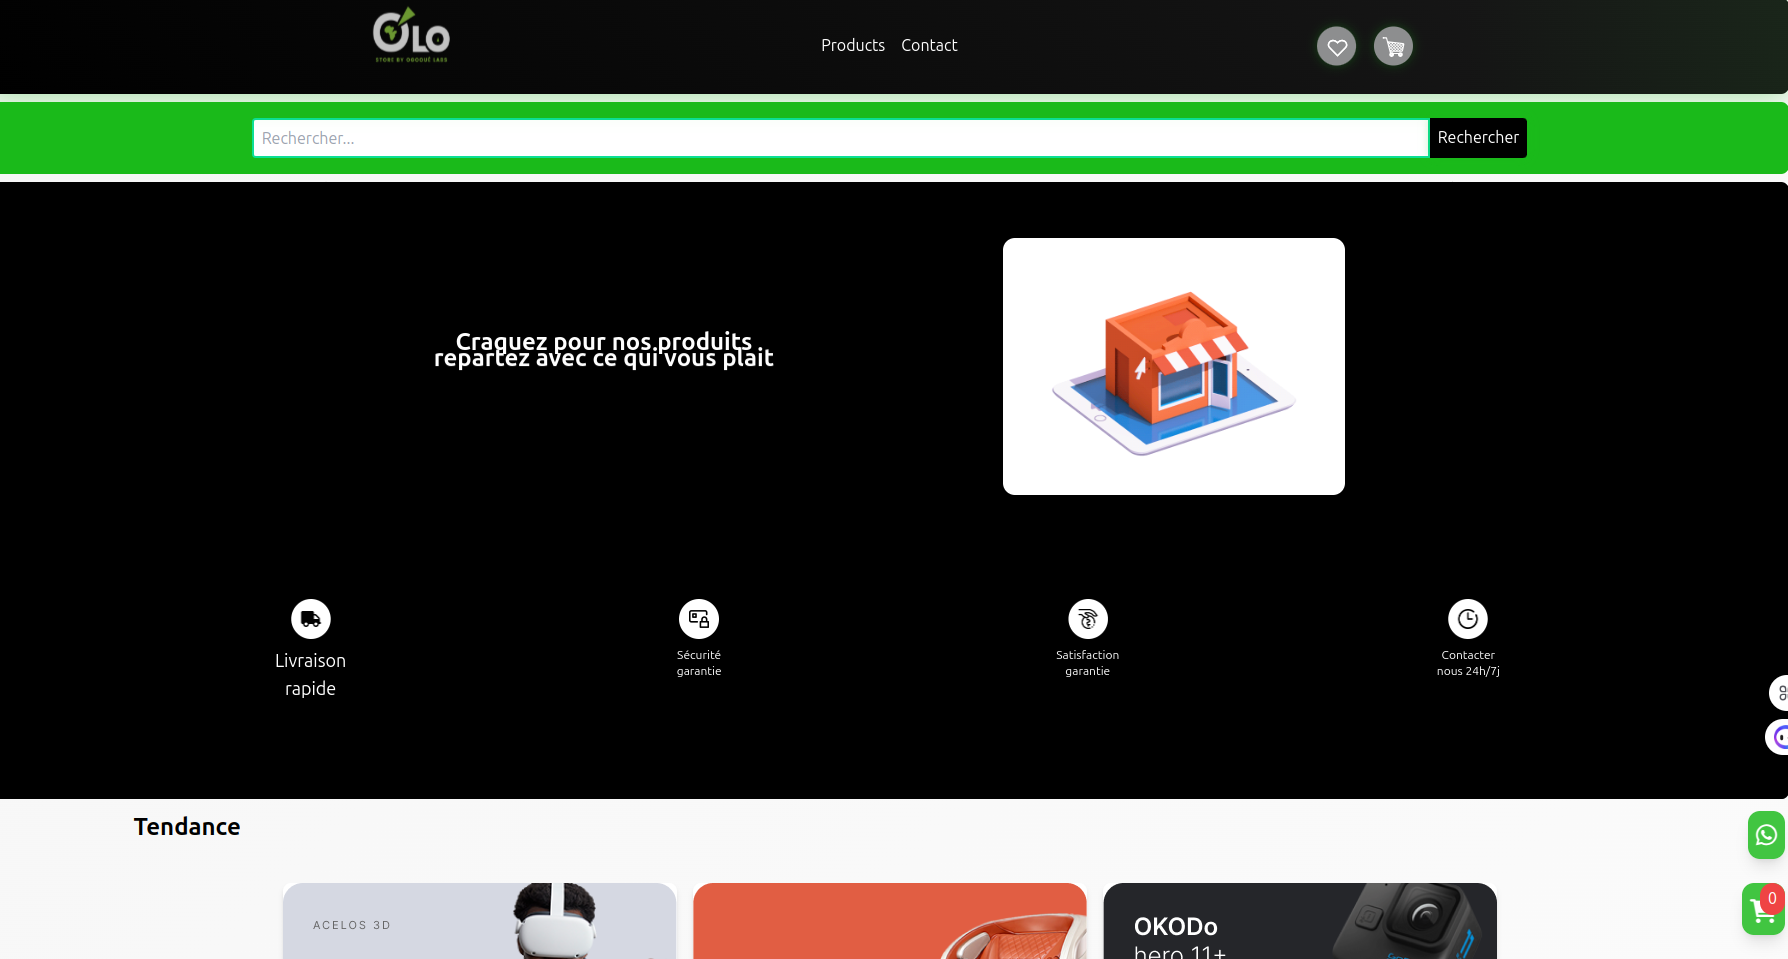 OLO
STORE BY OGOOUÉ LABS
Products
Contact
Rechercher...
Rechercher
Craquez pour nos produits
repartez avec ce qui vous plait
Livraison
rapide
Sécurité
garantie
Satisfaction
garantie
Contacter
nous 24h/7j
Tendance
ACELOS 3D
OKODo
hero 11+
0